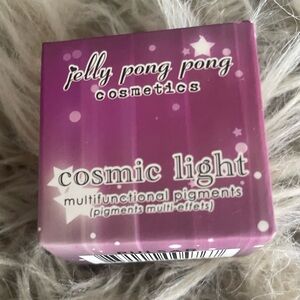 jelly pong pong
cosmetics
cosmic light
multifunctional pigments
(pigments multi-effets)